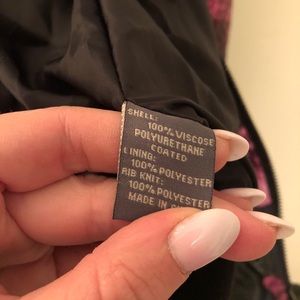 SHELL:
100% VISCOSE
POLYURETHANE
COATED
LINING:
100% POLYESTER
RIB KNIT:
100% POLYESTER
MADE IN